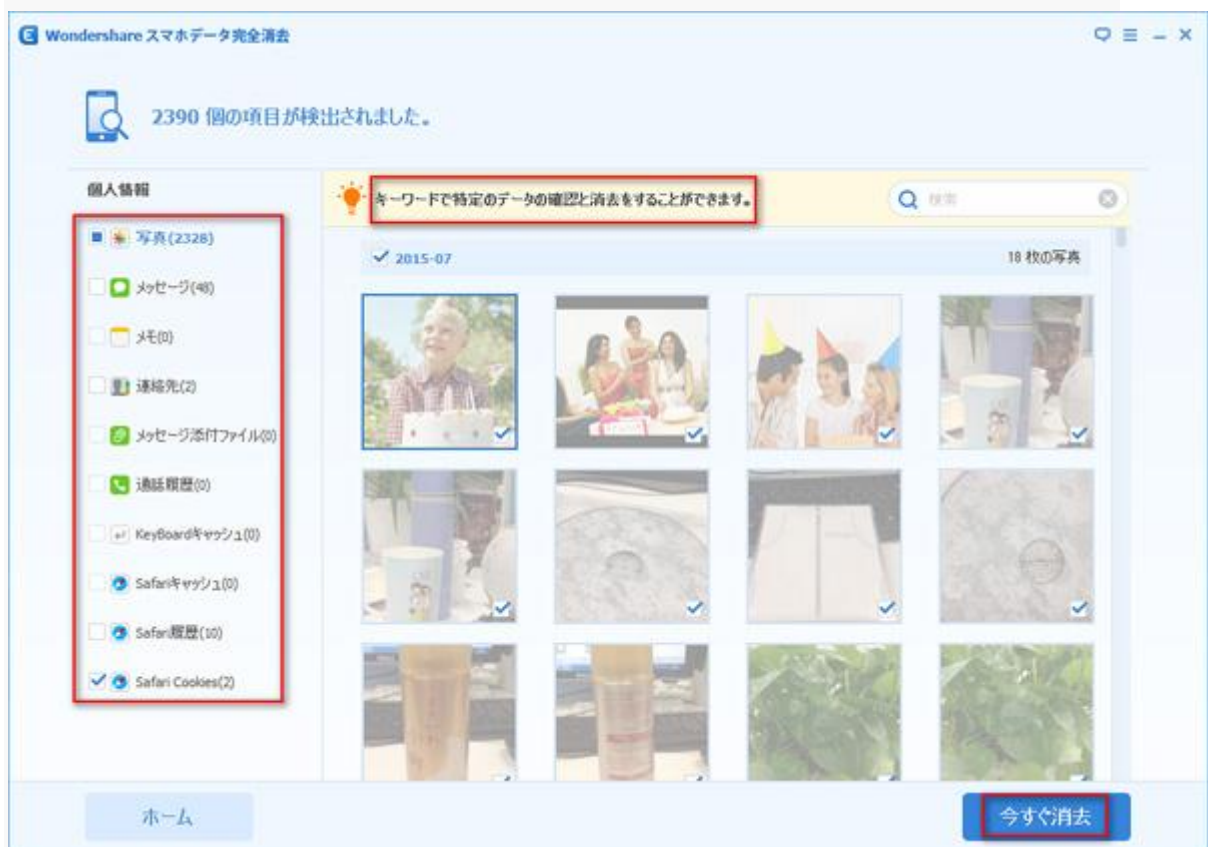 Wondershare スマホデータ完全消去
2390 個の項目が検出されました。
個人情報
写真(2328)
メッセージ(48)
メモ(0)
連絡先(2)
メッセージ添付ファイル(0)
通話履歴(0)
KeyBoardキャッシュ(0)
Safariキャッシュ(0)
Safari履歴(10)
Safari Cookies(2)
キーワードで特定のデータの確認と消去をすることができます。
検索
2015-07
18 枚の写真
ホーム
今すぐ消去